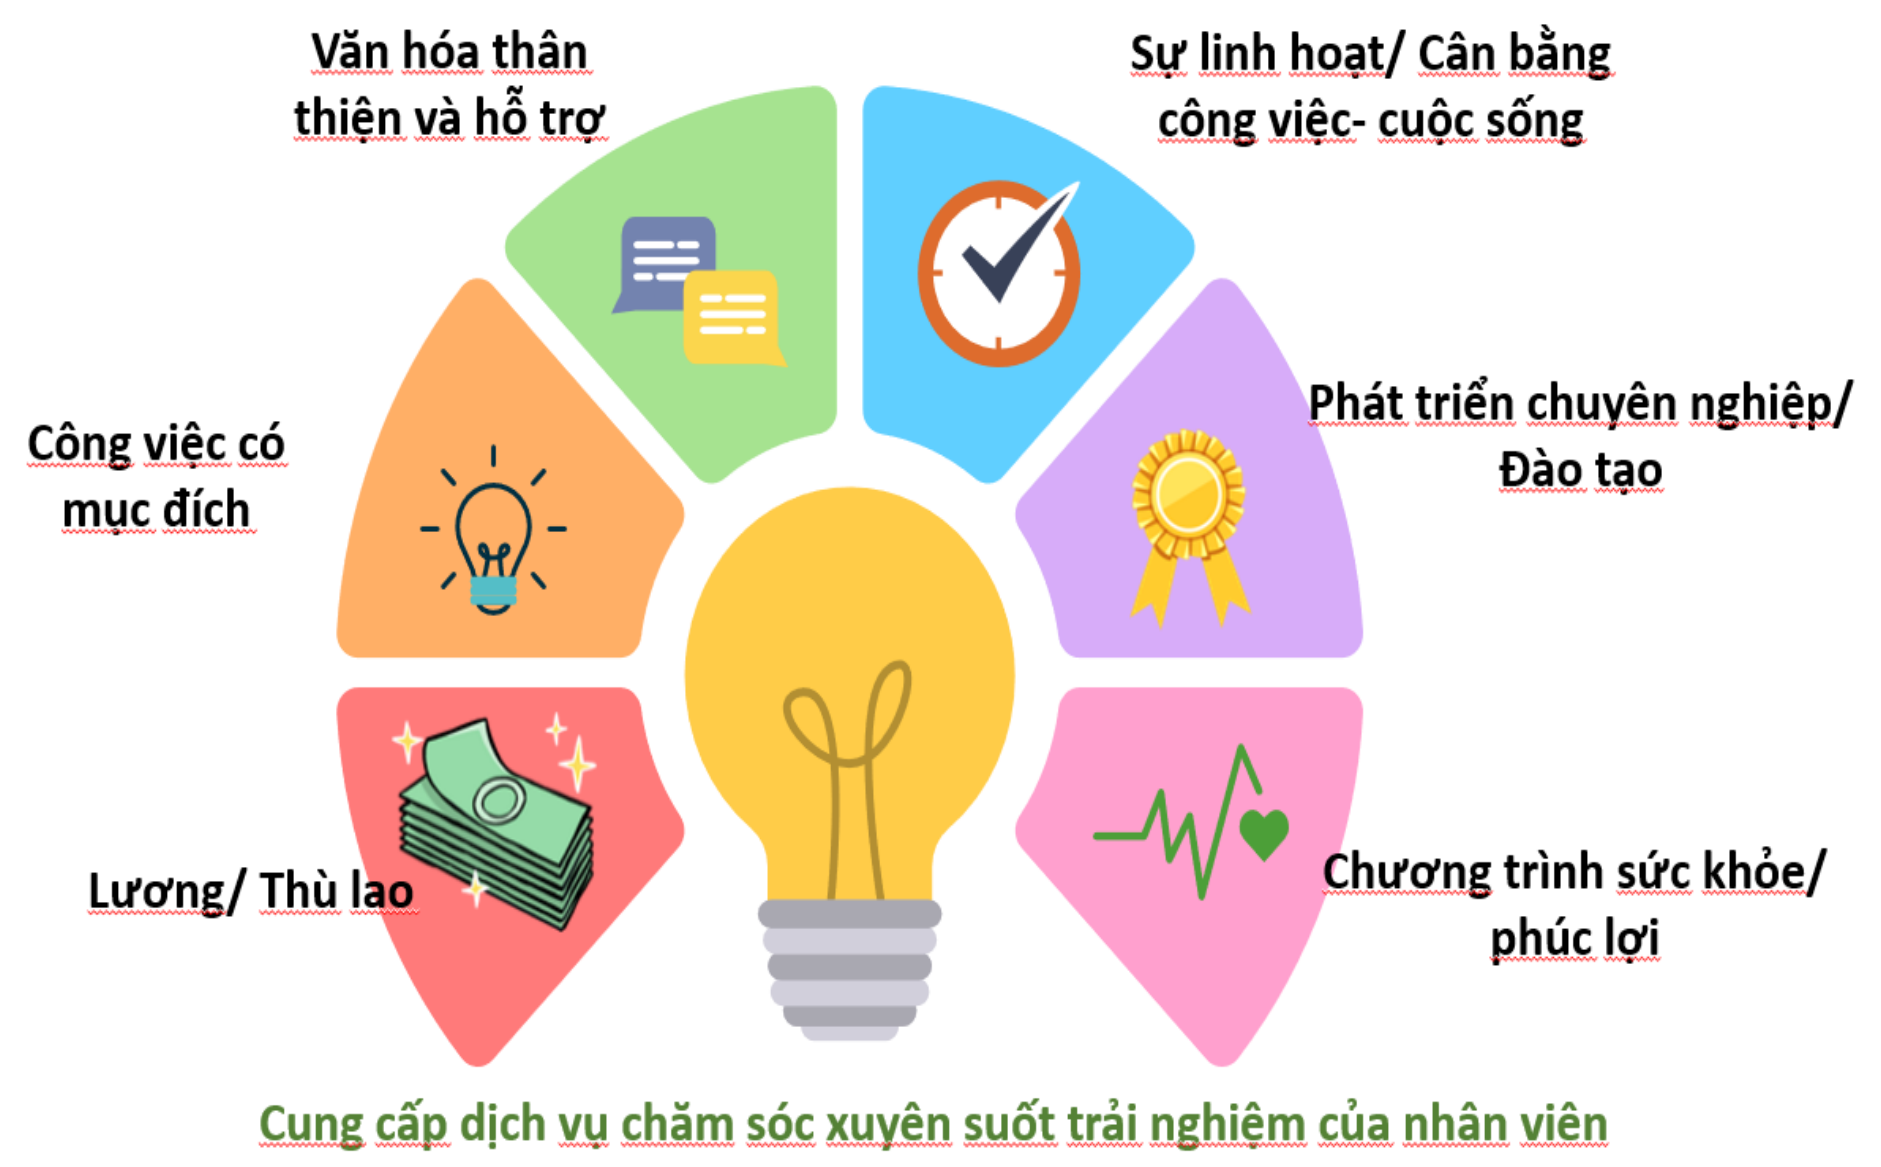 Văn hóa thân
thiện và hỗ trợ
Sự linh hoạt/ Cân bằng
công việc- cuộc sống
Công việc có
mục đích
Phát triển chuyên nghiệp/
Đào tạo
Lương/ Thù lao
Chương trình sức khỏe/
phúc lợi
Cung cấp dịch vụ chăm sóc xuyên suốt trải nghiệm của nhân viên